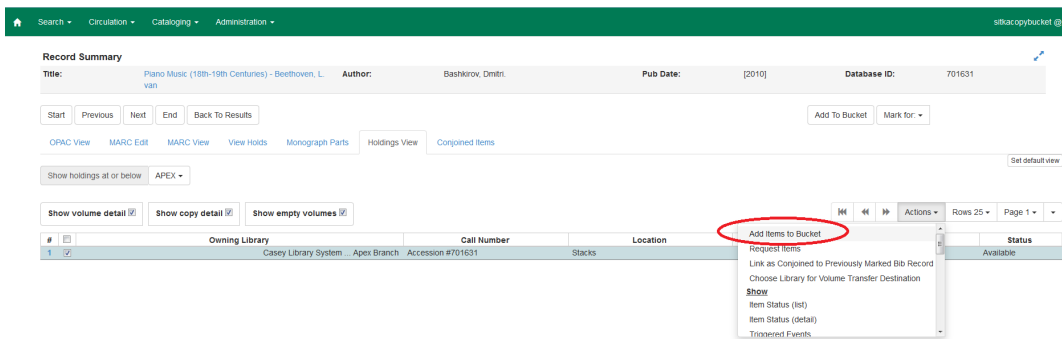 Search Circulation Cataloging Administration sitkacopybucket @
Record Summary
Title: Piano Music (18th-19th Centuries) - Beethoven, L. Author: Bashkirov, Dmitri. Pub Date: [2010] Database ID: 701631
van
Start Previous Next End Back To Results Add To Bucket Mark for:
OPAC View MARC Edit MARC View View Holds Monograph Parts Holdings View Conjoined Items
Set default view
Show holdings at or below APEX
Show volume detail Show copy detail Show empty volumes Actions Rows 25 Page 1
Add Items to Bucket
# Owning Library Call Number Location Status
Request Items
1 Casey Library System ... Apex Branch Accession #701631 Stacks Available
Link as Conjoined to Previously Marked Bib Record
Choose Library for Volume Transfer Destination
Show
Item Status (list)
Item Status (detail)
Triggered Events